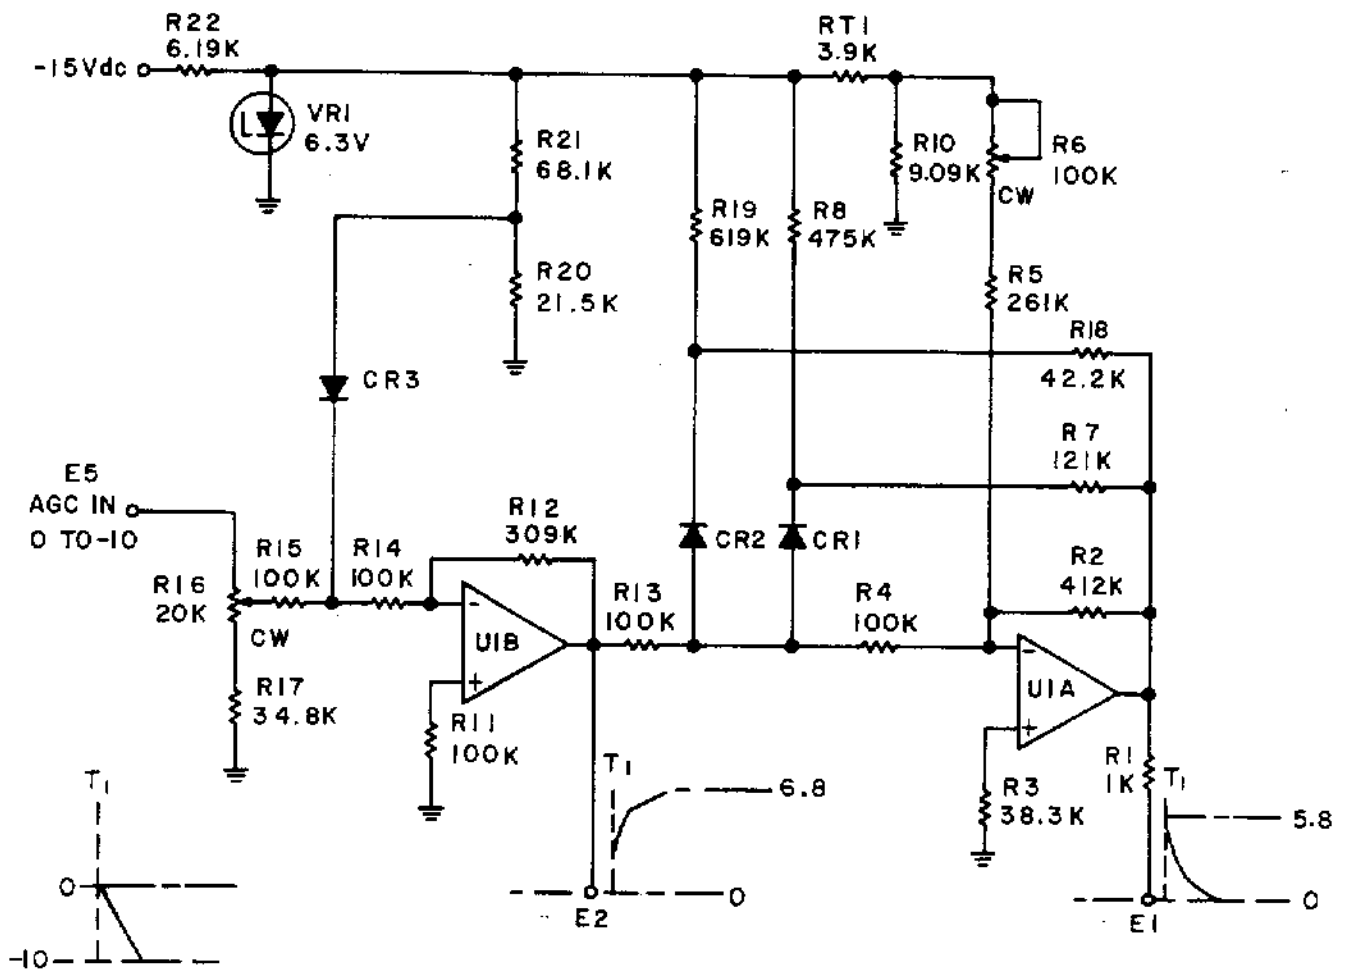 R22
6.19K
-15Vdc
VR1
6.3V
R21
68.1K
R20
21.5K
CR3
RT1
3.9K
R10
9.09K
R6
100K
CW
R19
619K
R8
475K
R5
261K
R18
42.2K
R7
121K
R2
412K
E5
AGC IN
0 TO-10
R16
20K
CW
R15
100K
R14
100K
R12
309K
R17
34.8K
U1B
-
+
R11
100K
R13
100K
CR2
CR1
R4
100K
U1A
-
+
R3
38.3K
R1
1K
T1
0
-10
T1
6.8
0
E2
T1
5.8
0
E1